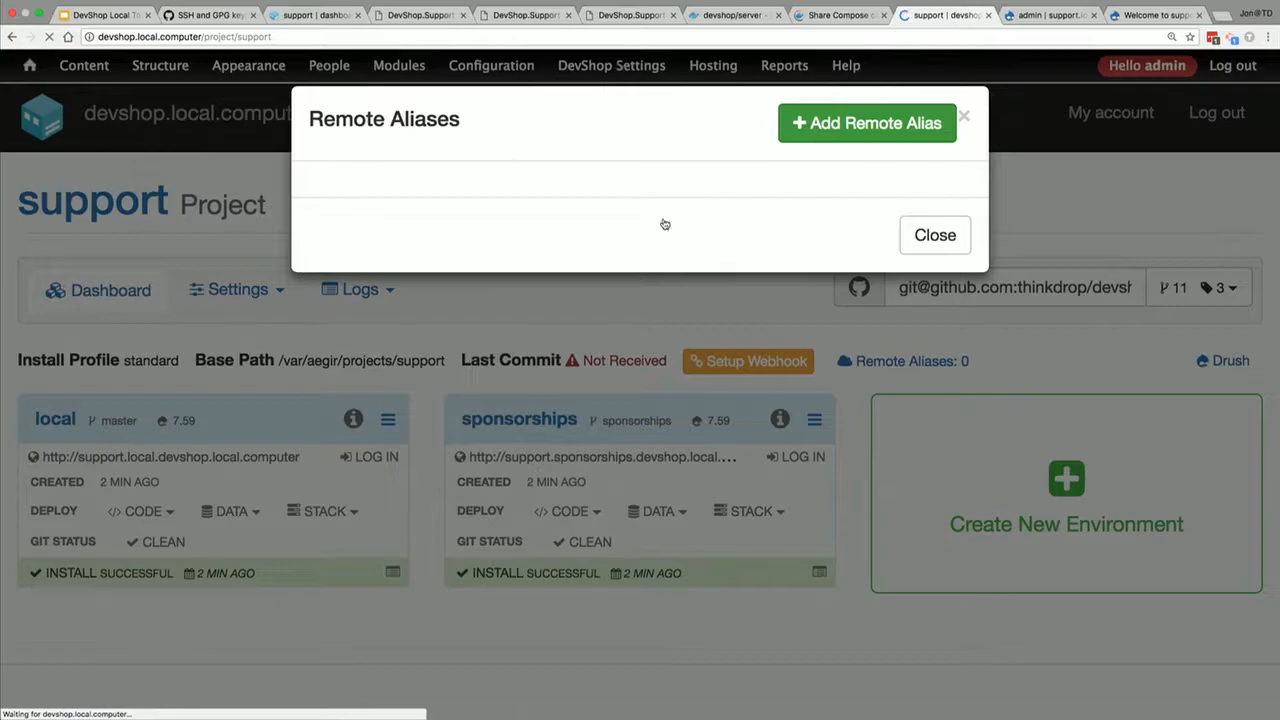 DevShop Local To
SSH and GPG key
support | dashbo
DevShop.Support
DevShop.Support
DevShop.Support
devshop/server -
Share Compose c
support | devshop
admin | support.l
Welcome to supp
Jon@TD
devshop.local.computer/project/support
Content
Structure
Appearance
People
Modules
Configuration
DevShop Settings
Hosting
Reports
Help
Hello admin
Log out
devshop.local.comput
My account
Log out
Remote Aliases
+ Add Remote Alias
×
Close
support Project
Dashboard
Settings
Logs
git@github.com:thinkdrop/devsh
11
3
Install Profile standard
Base Path /var/aegir/projects/support
Last Commit
Not Received
Setup Webhook
Remote Aliases: 0
Drush
local
master
7.59
http://support.local.devshop.local.computer
LOG IN
CREATED 2 MIN AGO
DEPLOY </> CODE DATA STACK
GIT STATUS CLEAN
INSTALL SUCCESSFUL 2 MIN AGO
sponsorships
sponsorships
7.59
http://support.sponsorships.devshop.local....
LOG IN
CREATED 2 MIN AGO
DEPLOY </> CODE DATA STACK
GIT STATUS CLEAN
INSTALL SUCCESSFUL 2 MIN AGO
Create New Environment
Waiting for devshop.local.computer...